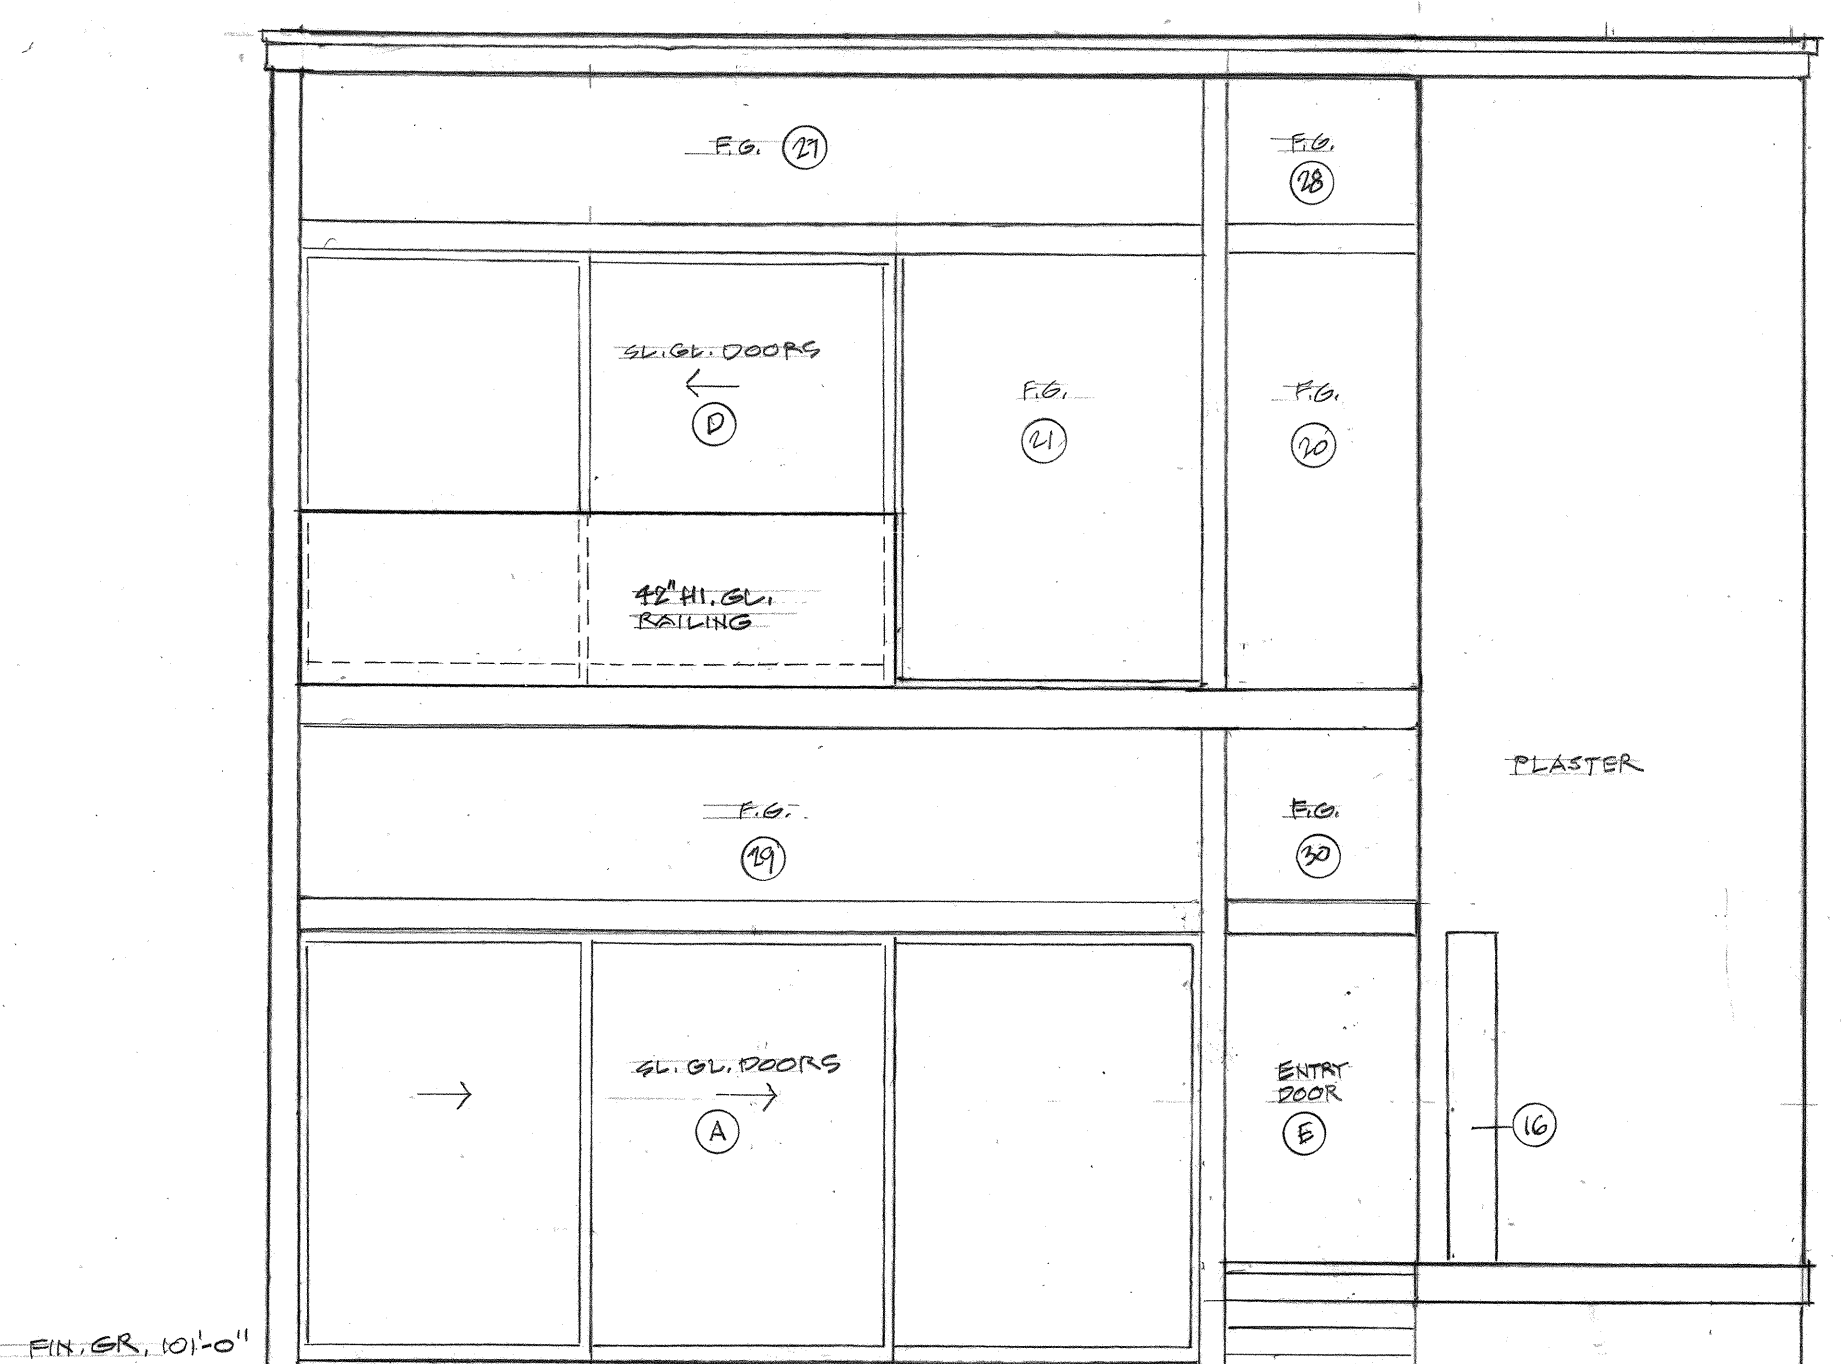 F.G. 27
F.G.
28
SL. GL. DOORS
D
F.G.
21
F.G.
20
42" HI. GL.
RAILING
PLASTER
F.G.
29
F.G.
30
SL. GL. DOORS
A
ENTRY
DOOR
E
16
FIN. GR. 101'-0"